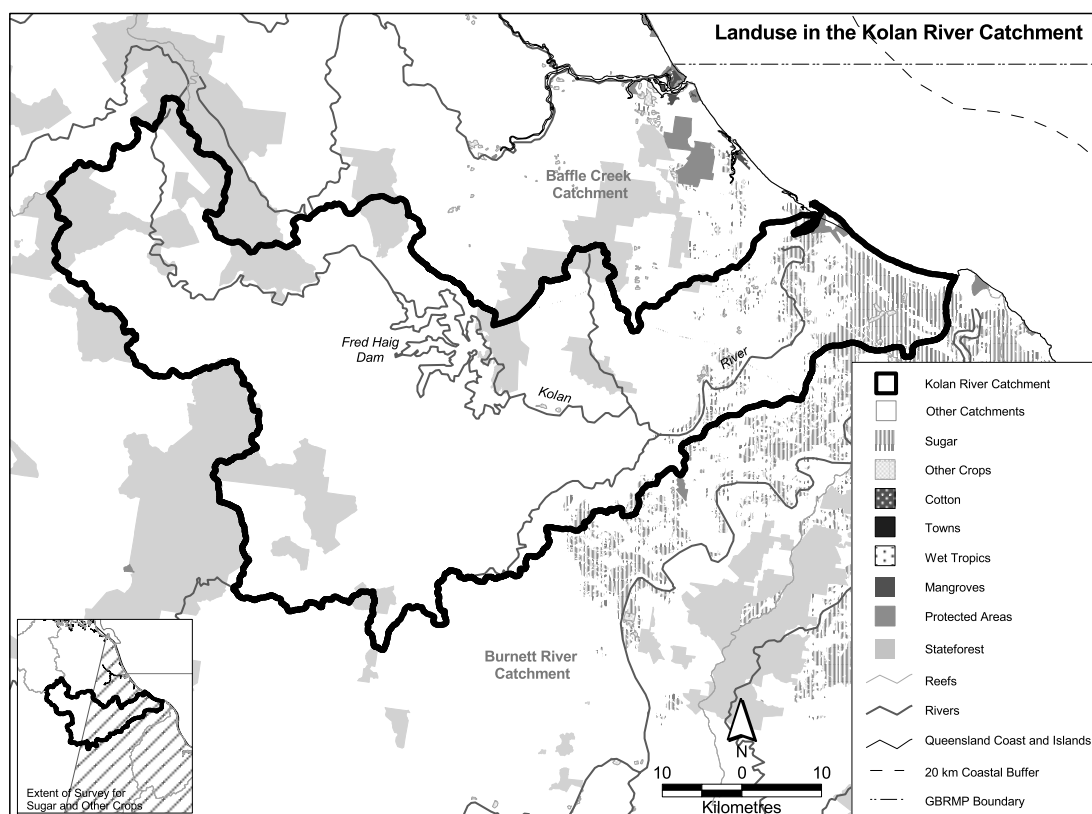 Landuse in the Kolan River Catchment
Baffle Creek
Catchment
Fred Haig
Dam
River
Kolan
Burnett River
Catchment
Kolan River Catchment
Other Catchments
Sugar
Other Crops
Cotton
Towns
Wet Tropics
Mangroves
Protected Areas
Stateforest
Reefs
Rivers
Queensland Coast and Islands
20 km Coastal Buffer
GBRMP Boundary
N
10 0 10
Kilometres
Extent of Survey for
Sugar and Other Crops